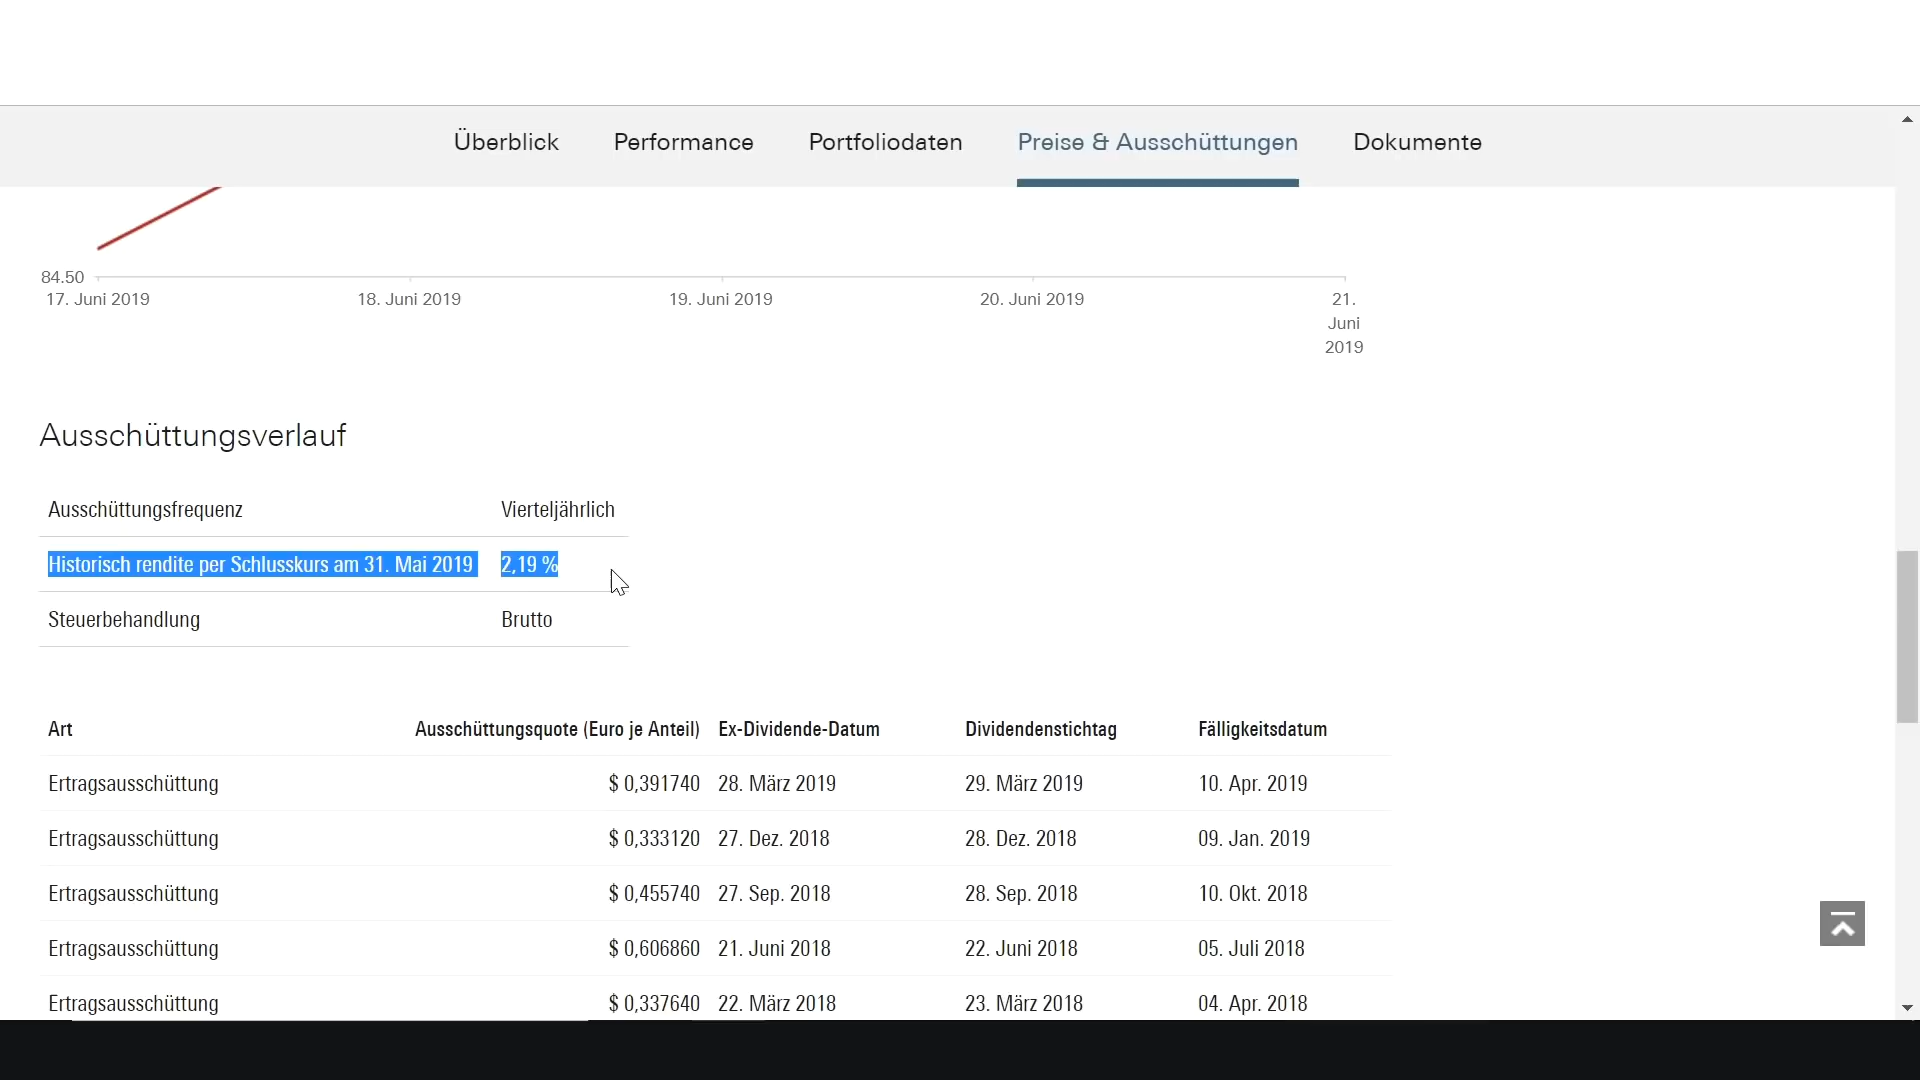 Überblick Performance Portfoliodaten Preise & Ausschüttungen Dokumente
84.50
17. Juni 2019 18. Juni 2019 19. Juni 2019 20. Juni 2019 21.
Juni
2019
Ausschüttungsverlauf
Ausschüttungsfrequenz Vierteljährlich
Historisch rendite per Schlusskurs am 31. Mai 2019 2,19 %
Steuerbehandlung Brutto
Art Ausschüttungsquote (Euro je Anteil) Ex-Dividende-Datum Dividendenstichtag Fälligkeitsdatum
Ertragsausschüttung $ 0,391740 28. März 2019 29. März 2019 10. Apr. 2019
Ertragsausschüttung $ 0,333120 27. Dez. 2018 28. Dez. 2018 09. Jan. 2019
Ertragsausschüttung $ 0,455740 27. Sep. 2018 28. Sep. 2018 10. Okt. 2018
Ertragsausschüttung $ 0,606860 21. Juni 2018 22. Juni 2018 05. Juli 2018
Ertragsausschüttung $ 0,337640 22. März 2018 23. März 2018 04. Apr. 2018